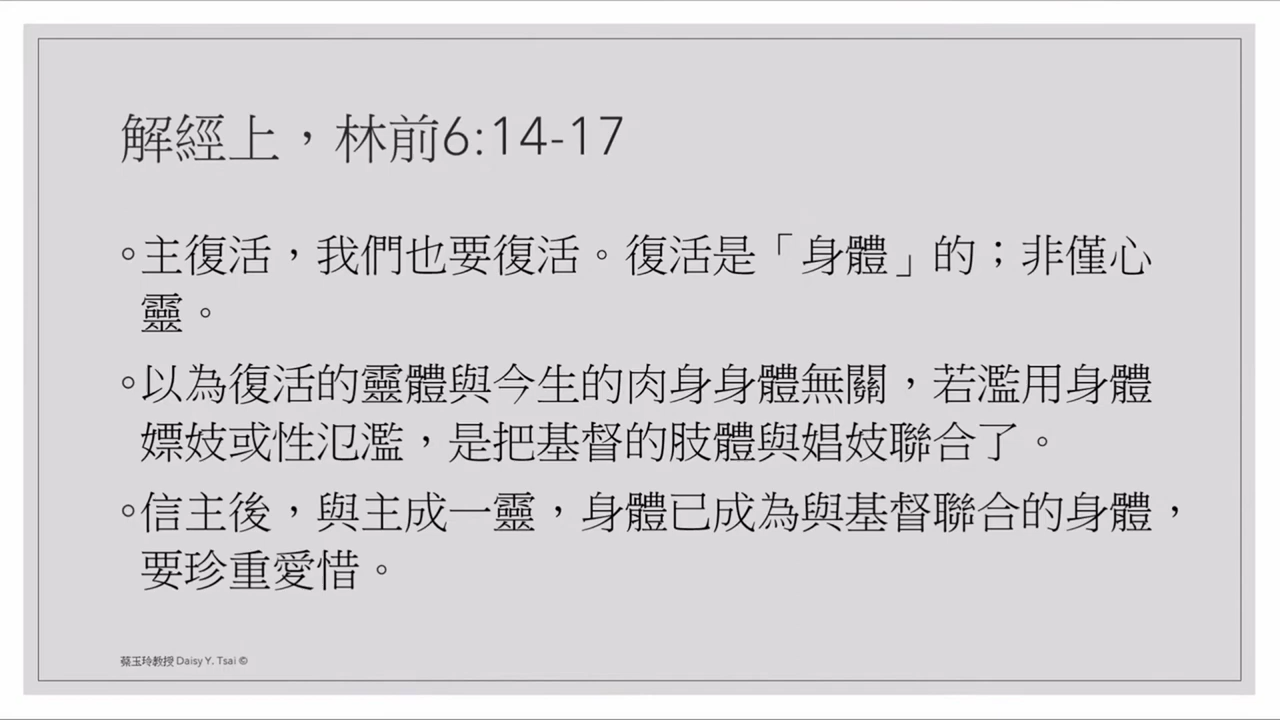 解經上，林前6:14-17
◦主復活，我們也要復活。復活是「身體」的；非僅心
靈。
◦以為復活的靈體與今生的肉身身體無關，若濫用身體
嫖妓或性氾濫，是把基督的肢體與娼妓聯合了。
◦信主後，與主成一靈，身體已成為與基督聯合的身體，
要珍重愛惜。
蔡玉玲教授 Daisy Y. Tsai ©